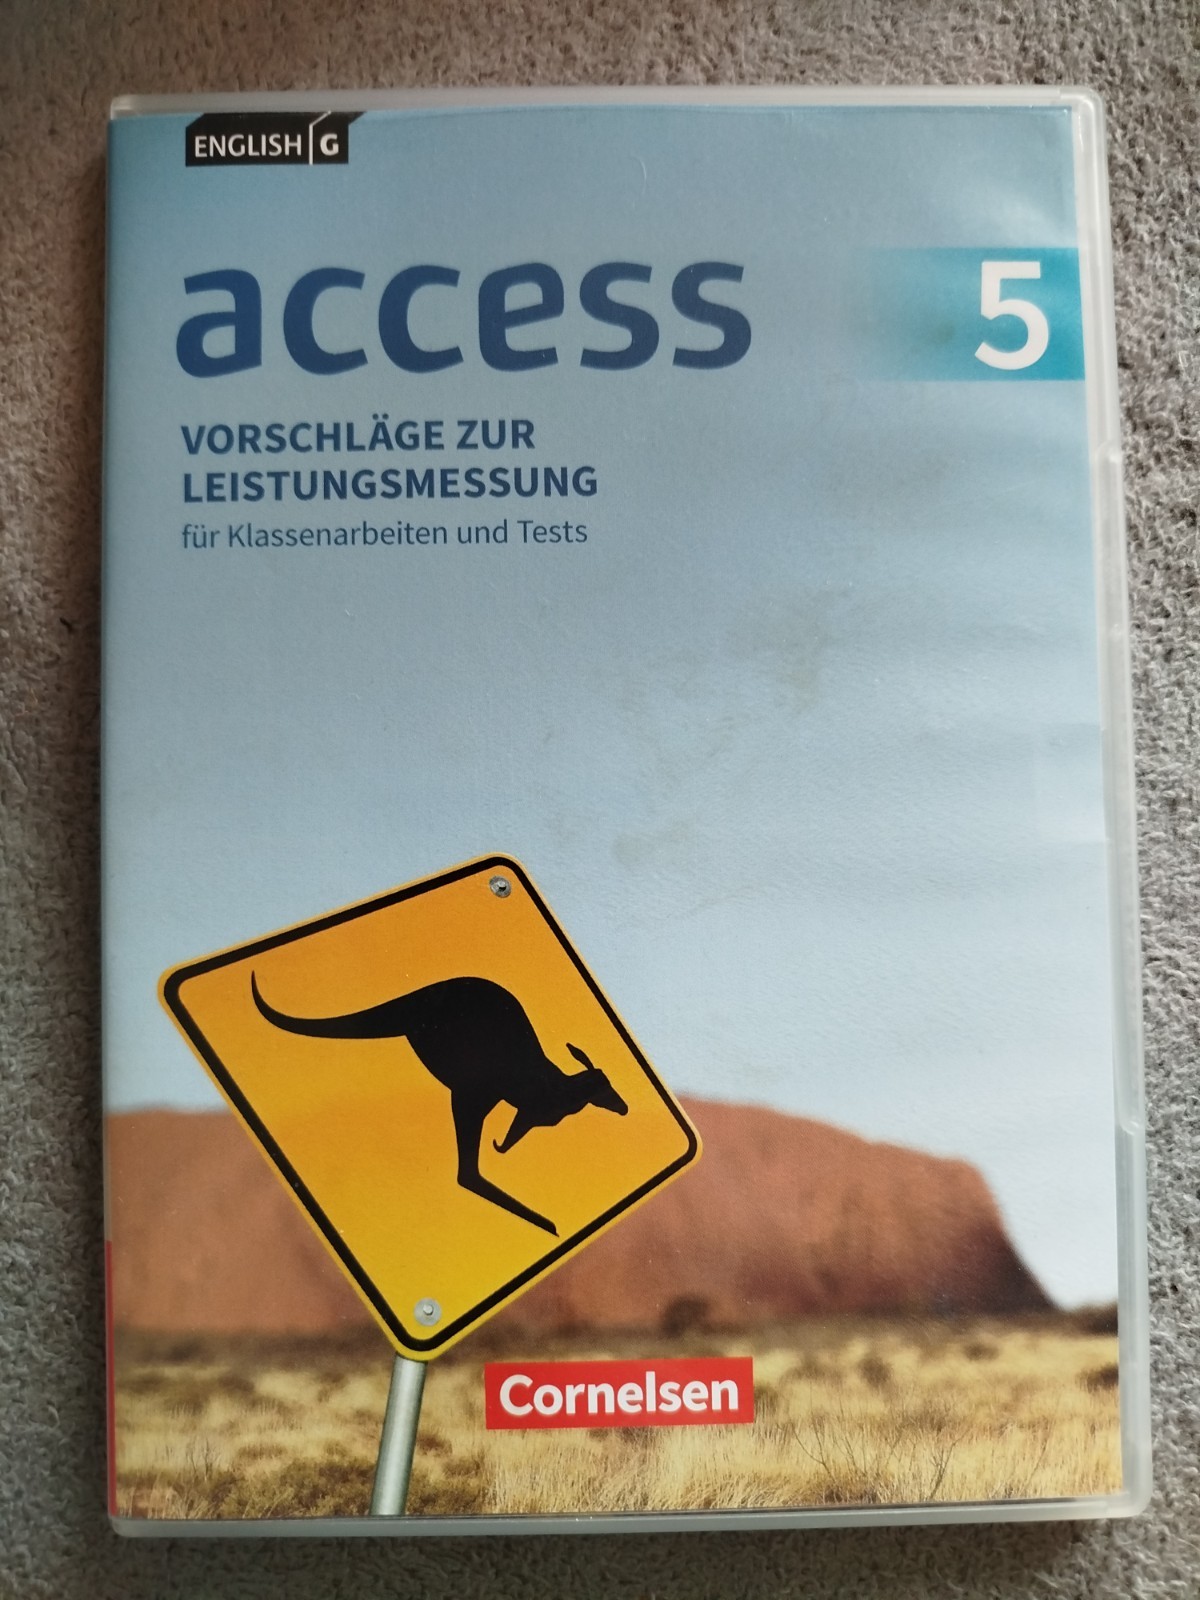 ENGLISH G
access
5
VORSCHLÄGE ZUR
LEISTUNGSMESSUNG
für Klassenarbeiten und Tests
Cornelsen